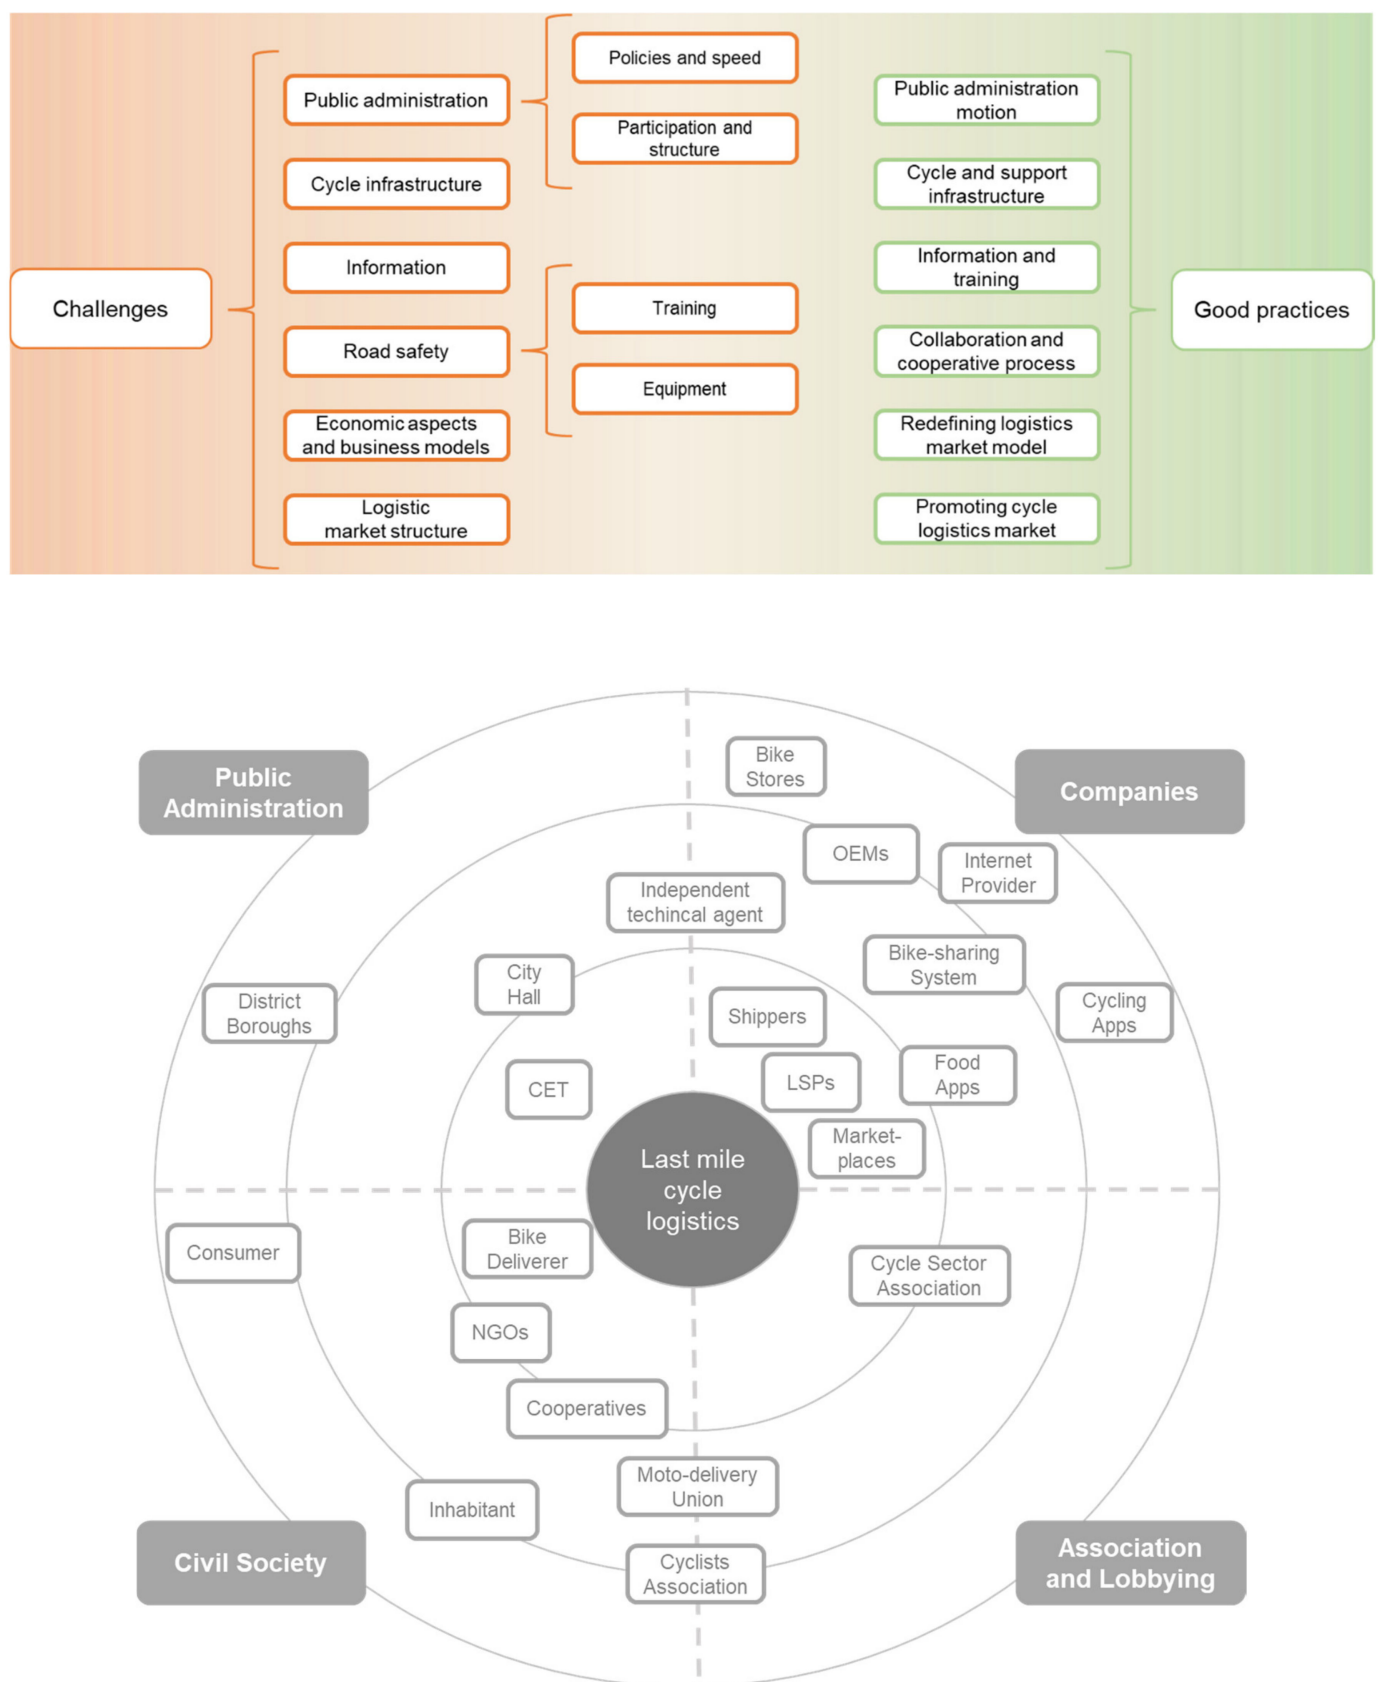 Challenges
Public administration
Cycle infrastructure
Information
Road safety
Economic aspects
and business models
Logistic
market structure
Policies and speed
Participation and
structure
Training
Equipment
Public administration
motion
Cycle and support
infrastructure
Information and
training
Collaboration and
cooperative process
Redefining logistics
market model
Promoting cycle
logistics market
Good practices
Public
Administration
Companies
Bike
Stores
OEMs
Internet
Provider
Independent
techincal agent
Bike-sharing
System
City
Hall
District
Boroughs
Shippers
Cycling
Apps
CET
LSPs
Food
Apps
Market-
places
Last mile
cycle
logistics
Consumer
Bike
Deliverer
Cycle Sector
Association
NGOs
Cooperatives
Moto-delivery
Union
Inhabitant
Cyclists
Association
Civil Society
Association
and Lobbying